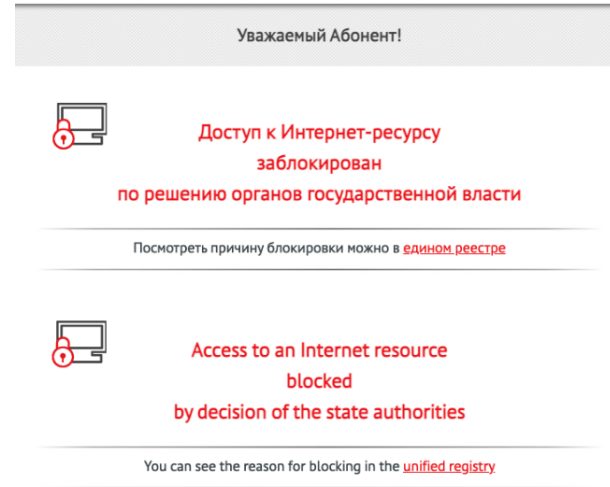 Уважаемый Абонент!
Доступ к Интернет-ресурсу
заблокирован
по решению органов государственной власти
Посмотреть причину блокировки можно в едином реестре
Access to an Internet resource
blocked
by decision of the state authorities
You can see the reason for blocking in the unified registry